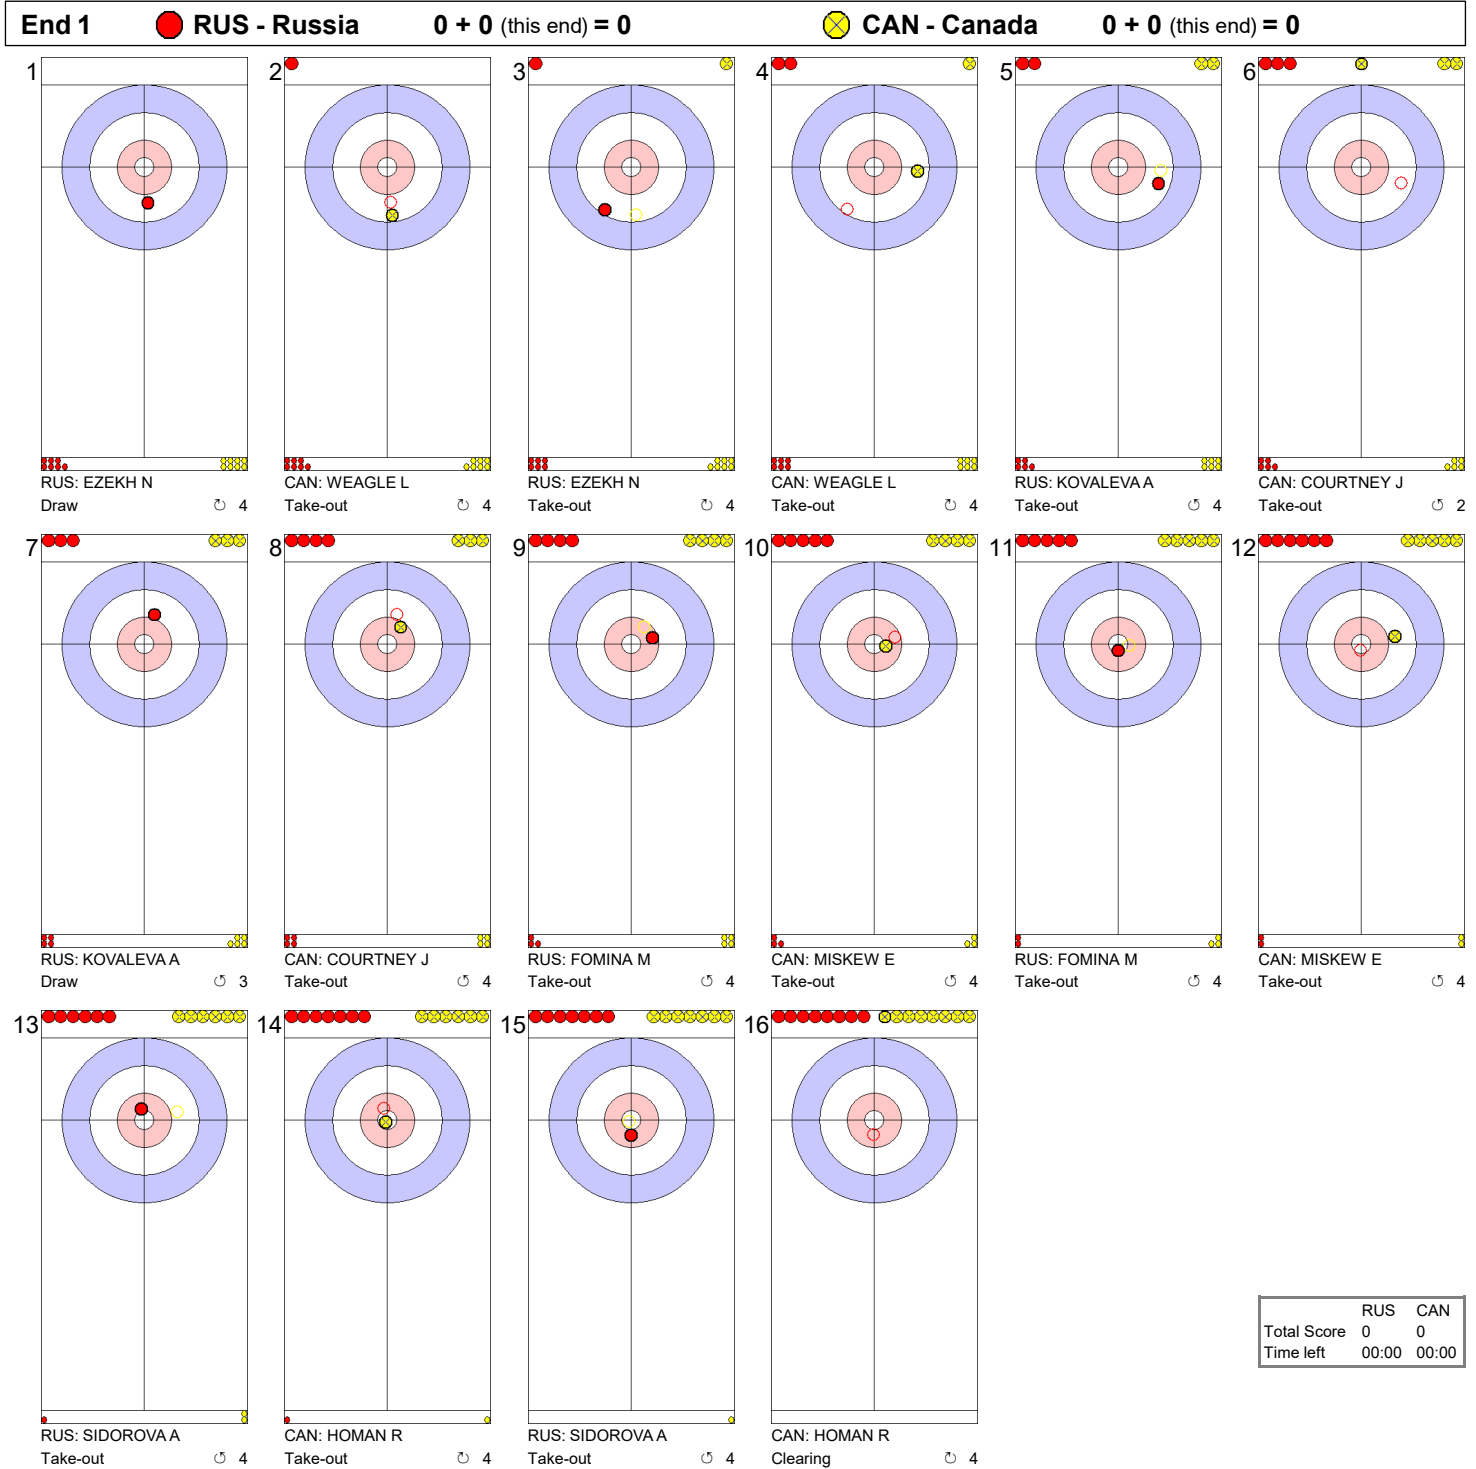 End 1 RUS - Russia 0 + 0 (this end) = 0 CAN - Canada 0 + 0 (this end) = 0
1 2 3 4 5 6
RUS: EZEKH N CAN: WEAGLE L RUS: EZEKH N CAN: WEAGLE L RUS: KOVALEVA A CAN: COURTNEY J
Draw ↻ 4 Take-out ↻ 4 Take-out ↻ 4 Take-out ↺ 4 Take-out ↺ 4 Take-out ↺ 2
7 8 9 10 11 12
RUS: KOVALEVA A CAN: COURTNEY J RUS: FOMINA M CAN: MISKEW E RUS: FOMINA M CAN: MISKEW E
Draw ↺ 3 Take-out ↺ 4 Take-out ↺ 4 Take-out ↺ 4 Take-out ↺ 4 Take-out ↺ 4
13 14 15 16
RUS: SIDOROVA A CAN: HOMAN R RUS: SIDOROVA A CAN: HOMAN R
Take-out ↺ 4 Take-out ↻ 4 Take-out ↺ 4 Clearing ↻ 4
RUS CAN
Total Score 0 0
Time left 00:00 00:00